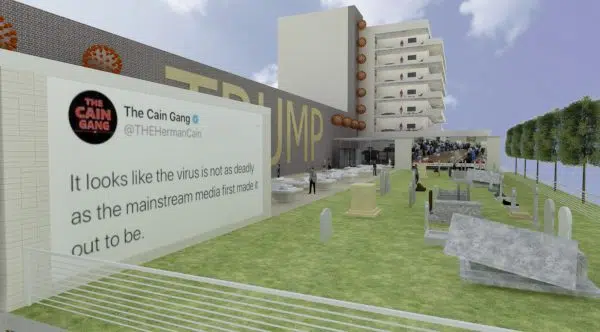 TRUMP
THE
CAIN
GANG
The Cain Gang
@THEHermanCain
It looks like the virus is not as deadly
as the mainstream media first made it
out to be.